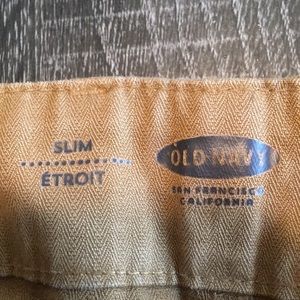 SLIM
ÉTROIT
OLD NAVY
SAN FRANCISCO
CALIFORNIA